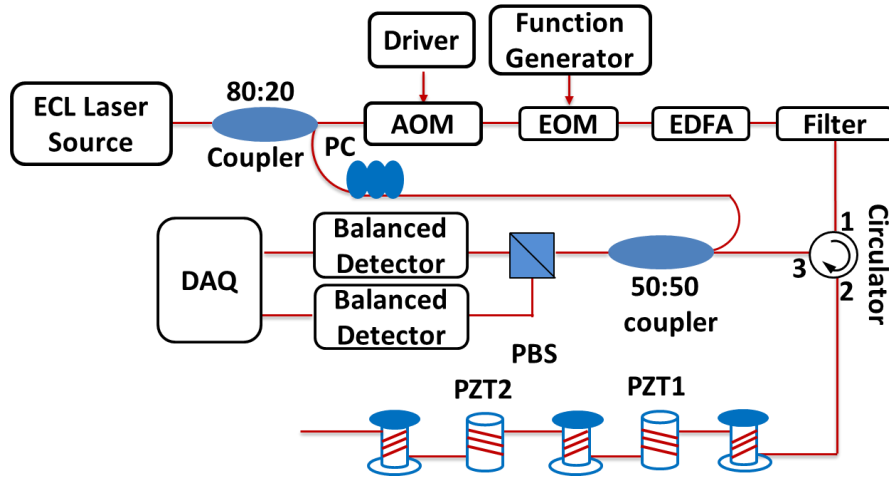 Driver
Function
Generator
ECL Laser
Source
80:20
Coupler
PC
AOM
EOM
EDFA
Filter
Circulator
1
2
3
DAQ
Balanced
Detector
Balanced
Detector
50:50
coupler
PBS
PZT2
PZT1